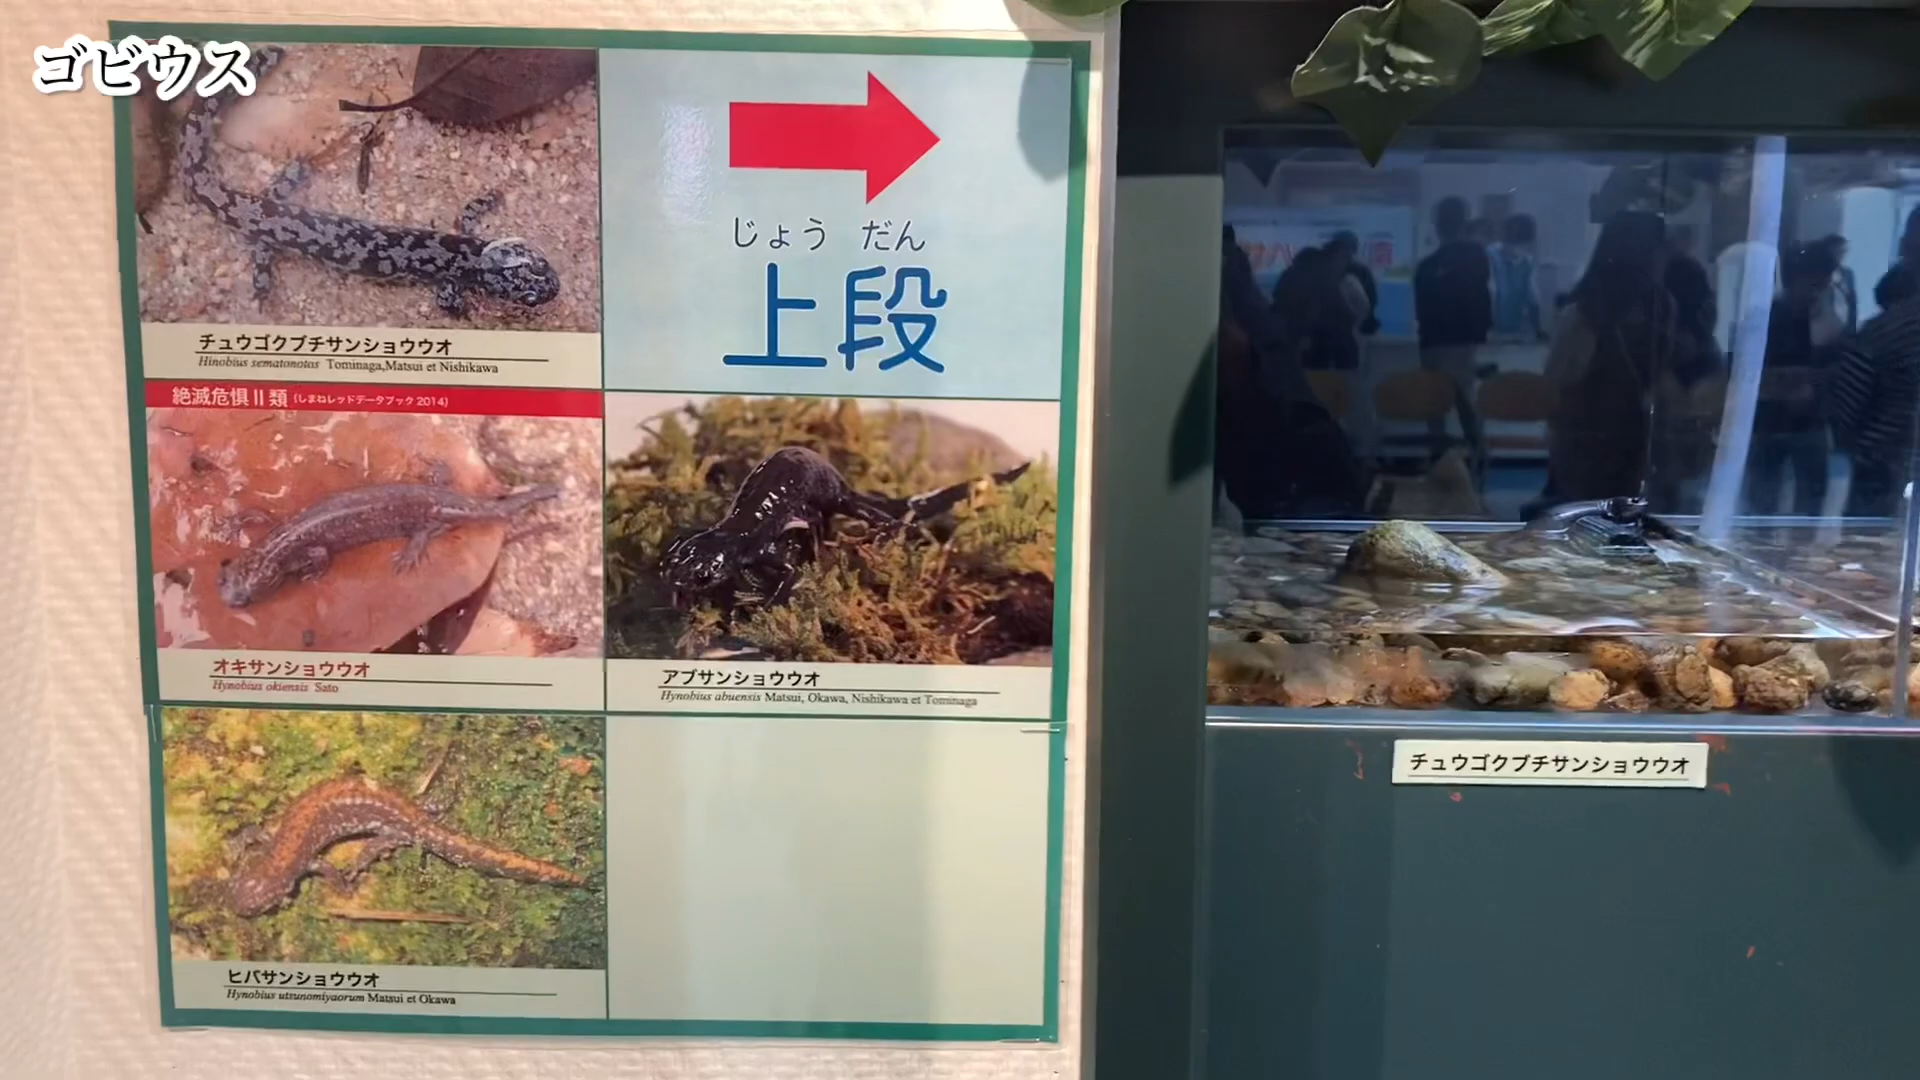 ゴビウス
じょう だん
上段
チュウゴクブチサンショウウオ
Hinobius sematonotos Tominaga,Matsui et Nishikawa
絶滅危惧II類 (しまねレッドデータブック2014)
オキサンショウウオ
Hynobius okiensis Sato
アブサンショウウオ
Hynobius abuensis Matsui, Okawa, Nishikawa et Tominaga
ヒバサンショウウオ
Hynobius utsunomiyaorum Matsui et Okawa
チュウゴクブチサンショウウオ